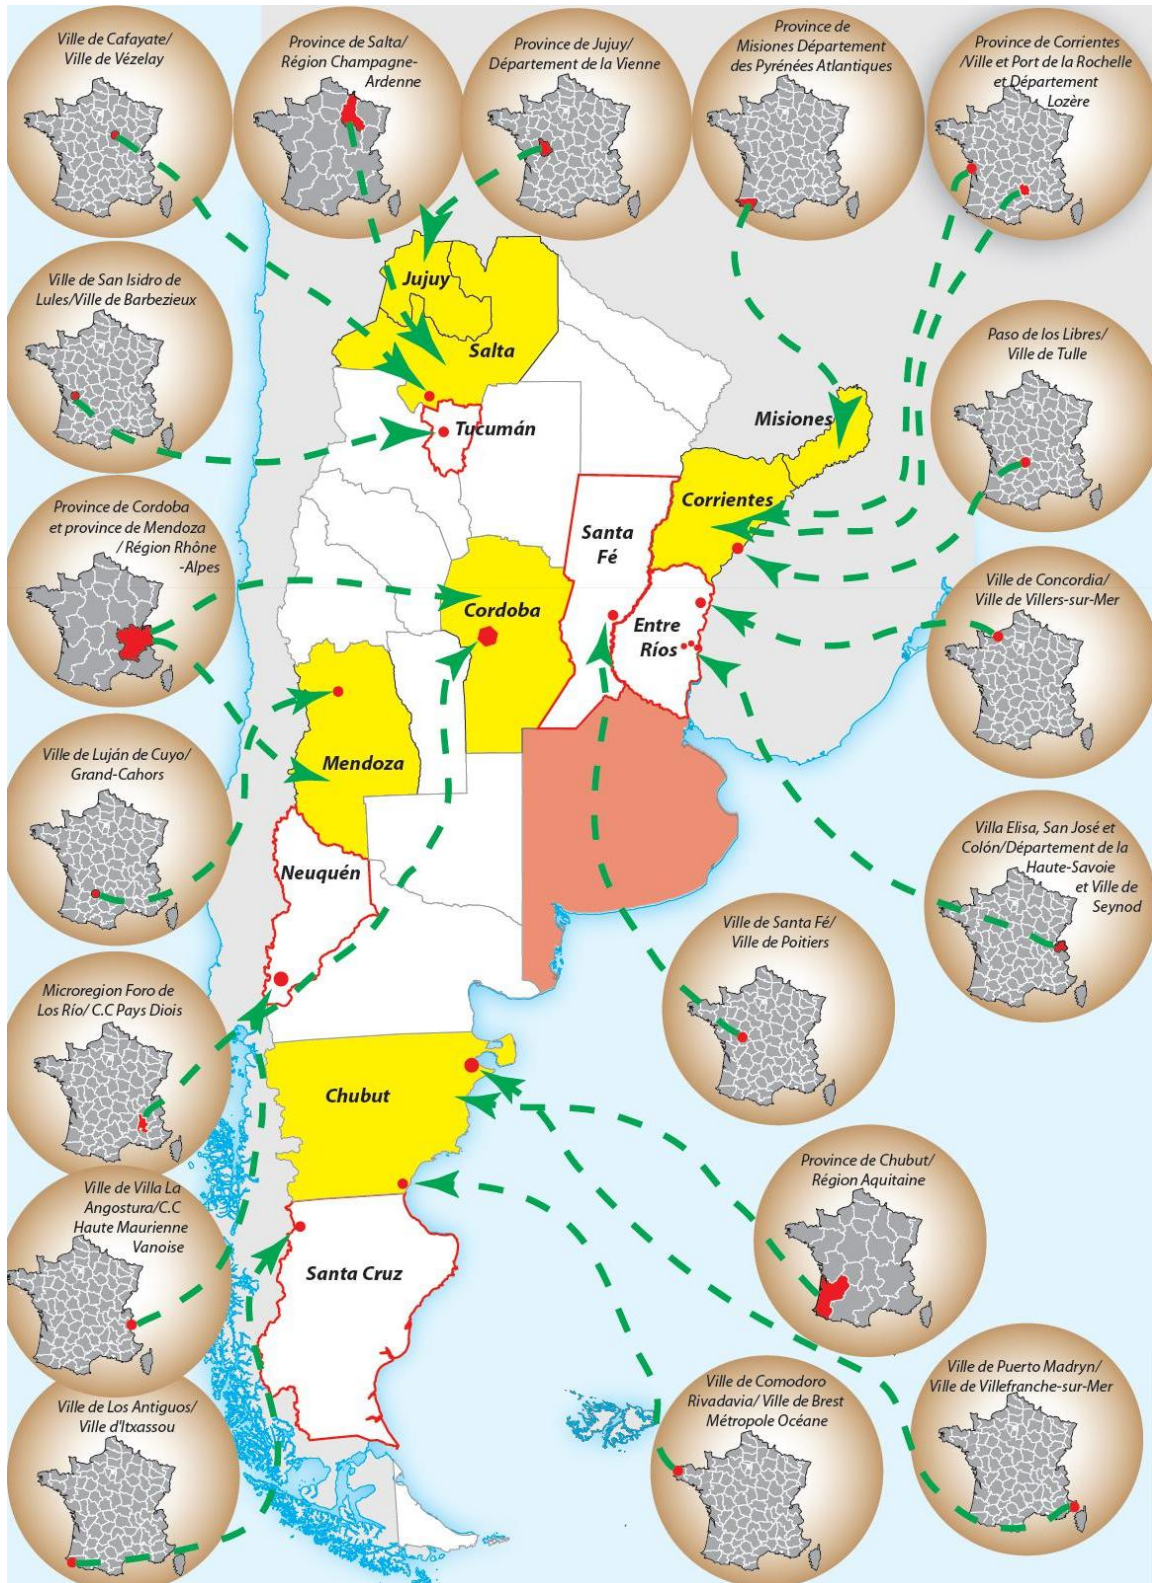 Ville de Cafayate/
Ville de Vézelay
Province de Salta/
Région Champagne-
Ardenne
Province de Jujuy/
Département de la Vienne
Province de
Misiones Département
des Pyrénées Atlantiques
Province de Corrientes
/Ville et Port de la Rochelle
et Département
Lozère
Ville de San Isidro de
Lules/Ville de Barbezieux
Paso de los Libres/
Ville de Tulle
Province de Cordoba
et province de Mendoza
/ Région Rhône
-Alpes
Ville de Concordia/
Ville de Villers-sur-Mer
Ville de Luján de Cuyo/
Grand-Cahors
Villa Elisa, San José et
Colón/Département de la
Haute-Savoie
et Ville de
Seynod
Ville de Santa Fé/
Ville de Poitiers
Microregion Foro de
Los Río/ C.C Pays Diois
Province de Chubut/
Région Aquitaine
Ville de Villa La
Angostura/C.C
Haute Maurienne
Vanoise
Ville de Puerto Madryn/
Ville de Villefranche-sur-Mer
Ville de Comodoro
Rivadavia/ Ville de Brest
Métropole Océane
Ville de Los Antiguos/
Ville d'Itxassou
Jujuy
Salta
Tucumán
Misiones
Corrientes
Santa
Fé
Cordoba
Entre
Ríos
Mendoza
Neuquén
Chubut
Santa Cruz